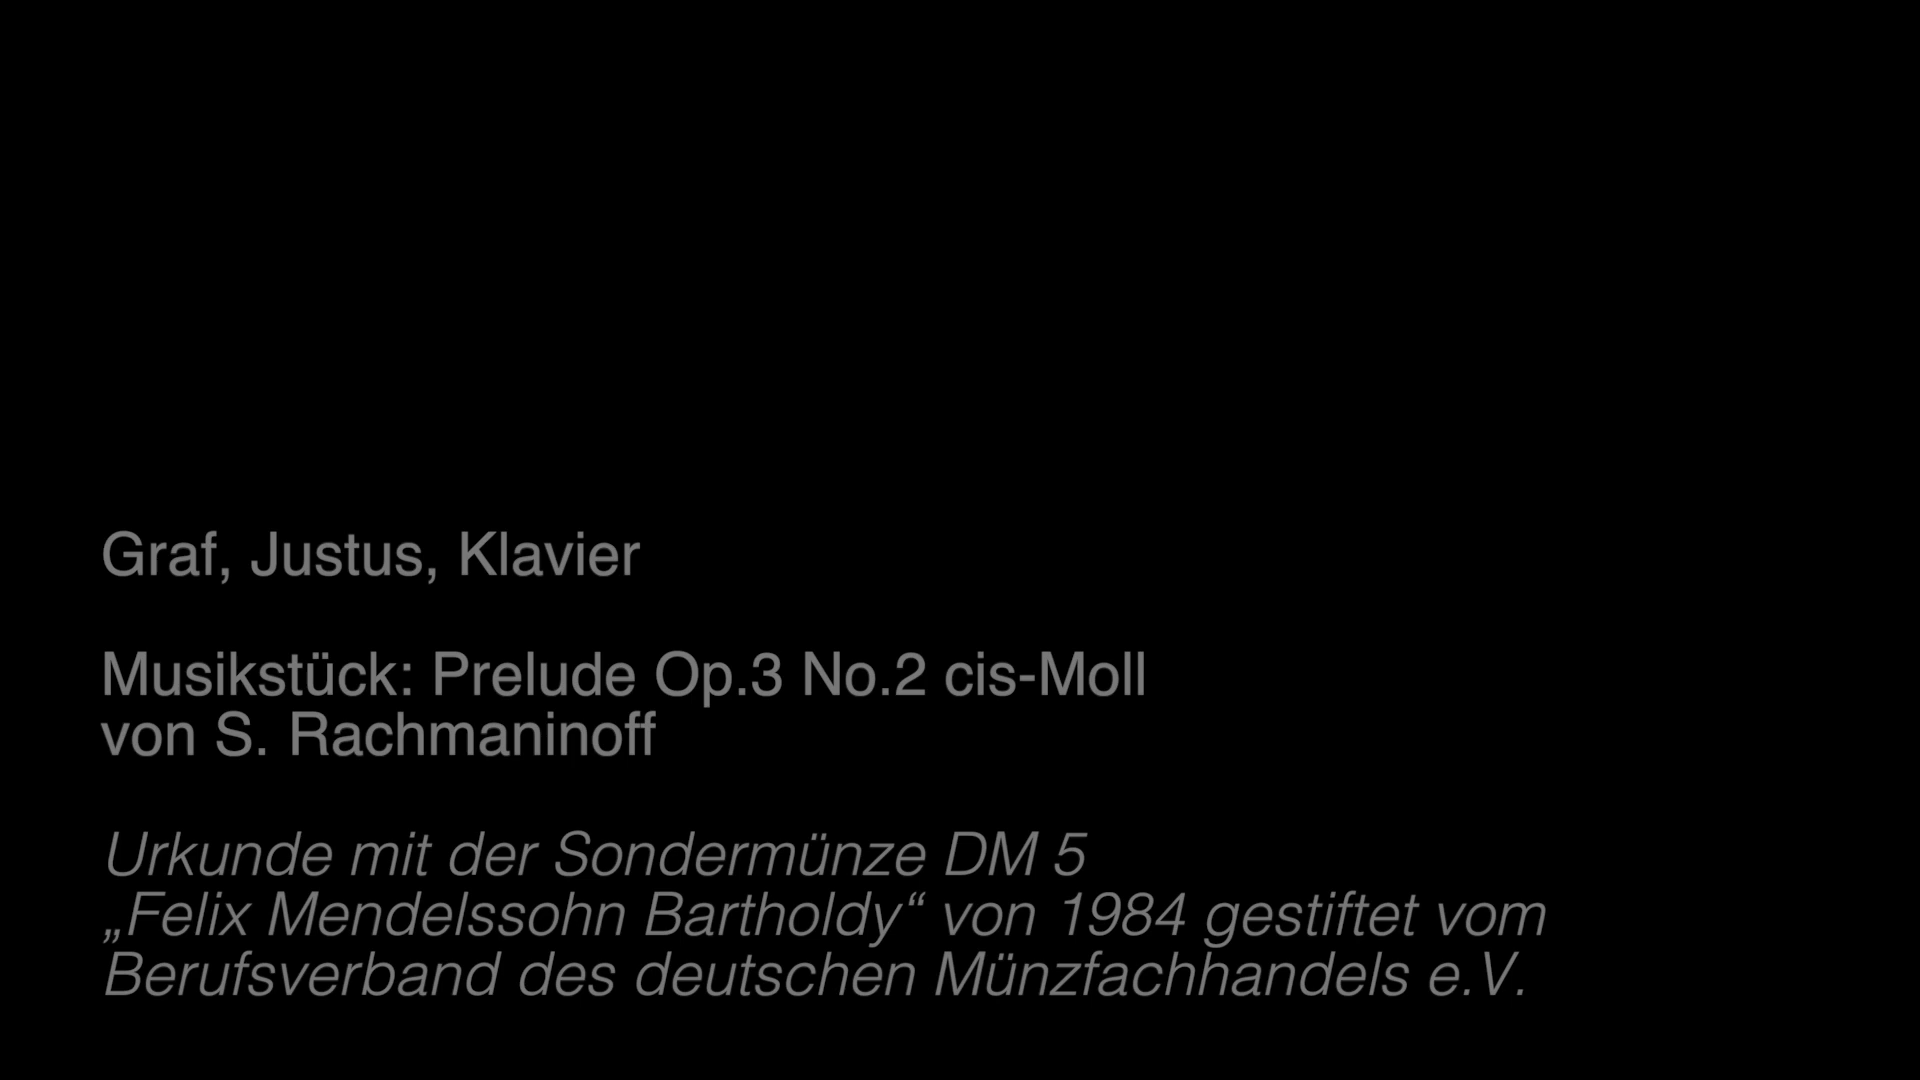 Graf, Justus, Klavier
Musikstück: Prelude Op.3 No.2 cis-Moll
von S. Rachmaninoff
Urkunde mit der Sondermünze DM 5
„Felix Mendelssohn Bartholdy“ von 1984 gestiftet vom
Berufsverband des deutschen Münzfachhandels e.V.